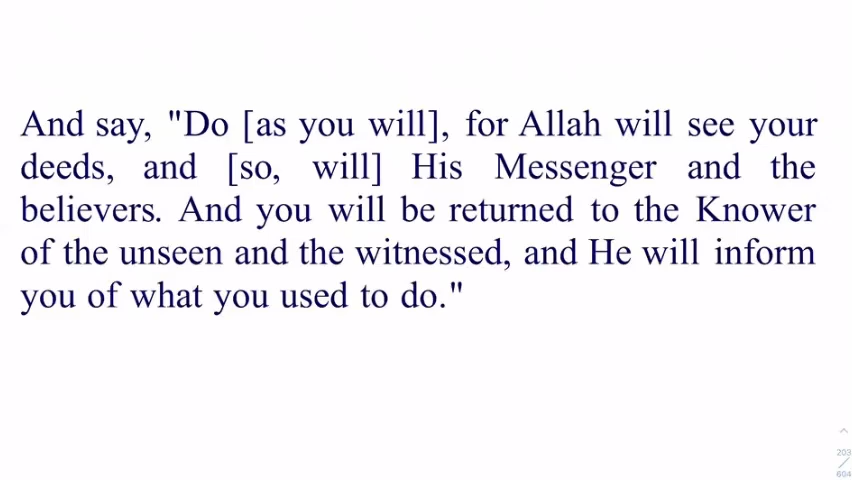 And say, "Do [as you will], for Allah will see your
deeds, and [so, will] His Messenger and the
believers. And you will be returned to the Knower
of the unseen and the witnessed, and He will inform
you of what you used to do."
203
604